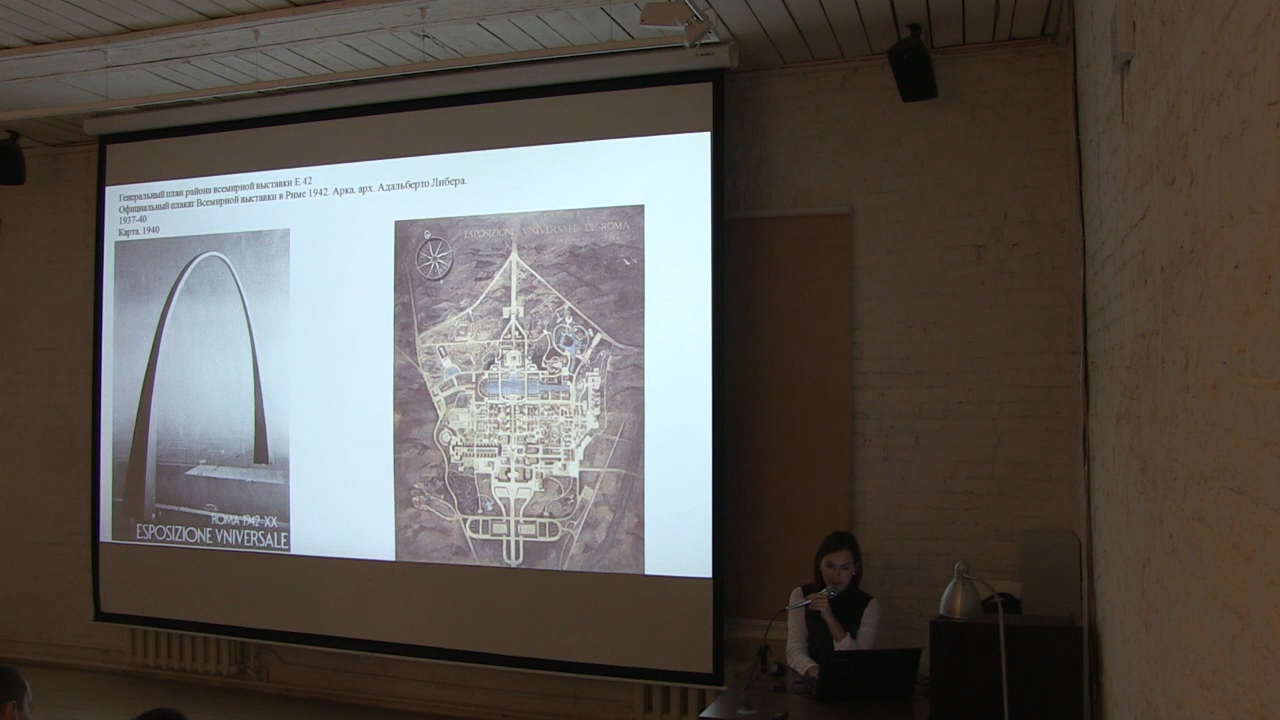 Генеральный план района всемирной выставки Е 42
Официальный плакат Всемирной выставки в Риме 1942. Арка. арх. Адальберто Либера.
1937-40
Карта. 1940
ESPOSIZIONE VNIVERSALE DI ROMA
ROMA 1942 XX
ESPOSIZIONE VNIVERSALE